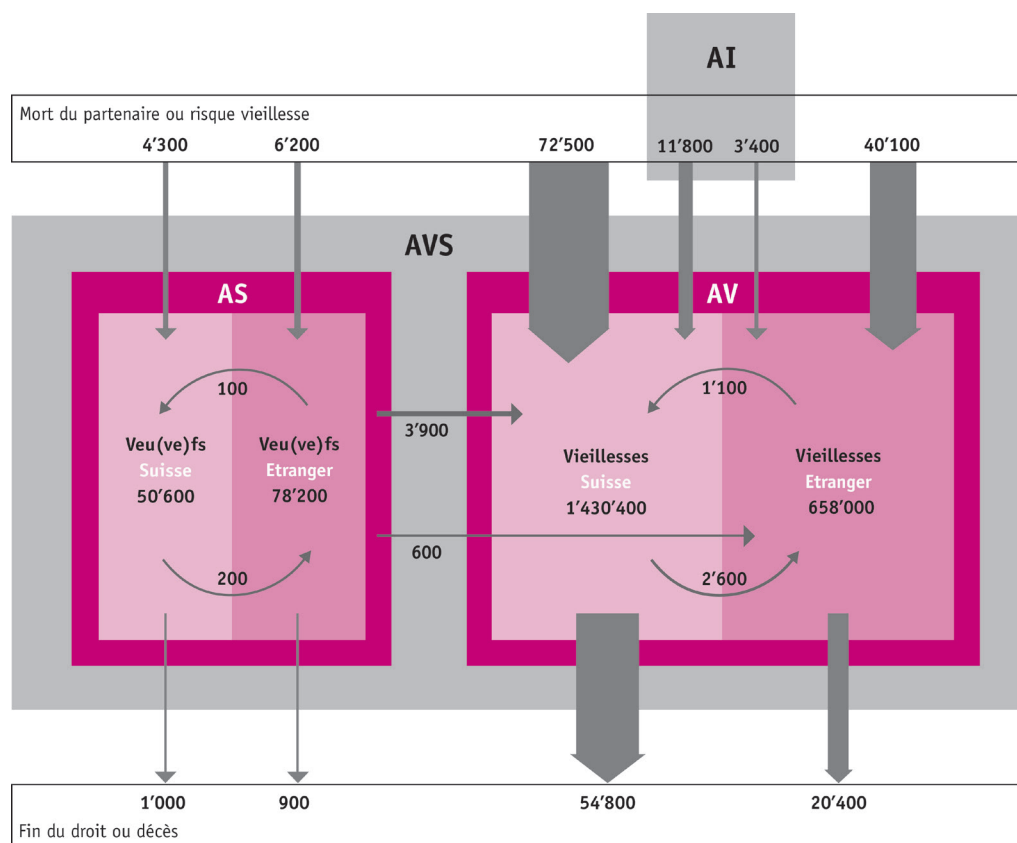 AI
Mort du partenaire ou risque vieillesse
4’300 6’200 72’500 11’800 3’400 40’100
AVS
AS AV
100 1’100
3’900
Veu(ve)fs Veu(ve)fs Vieillesses Vieillesses
Suisse Etranger Suisse Etranger
50’600 78’200 1’430’400 658’000
600
200 2’600
1’000 900 54’800 20’400
Fin du droit ou décès